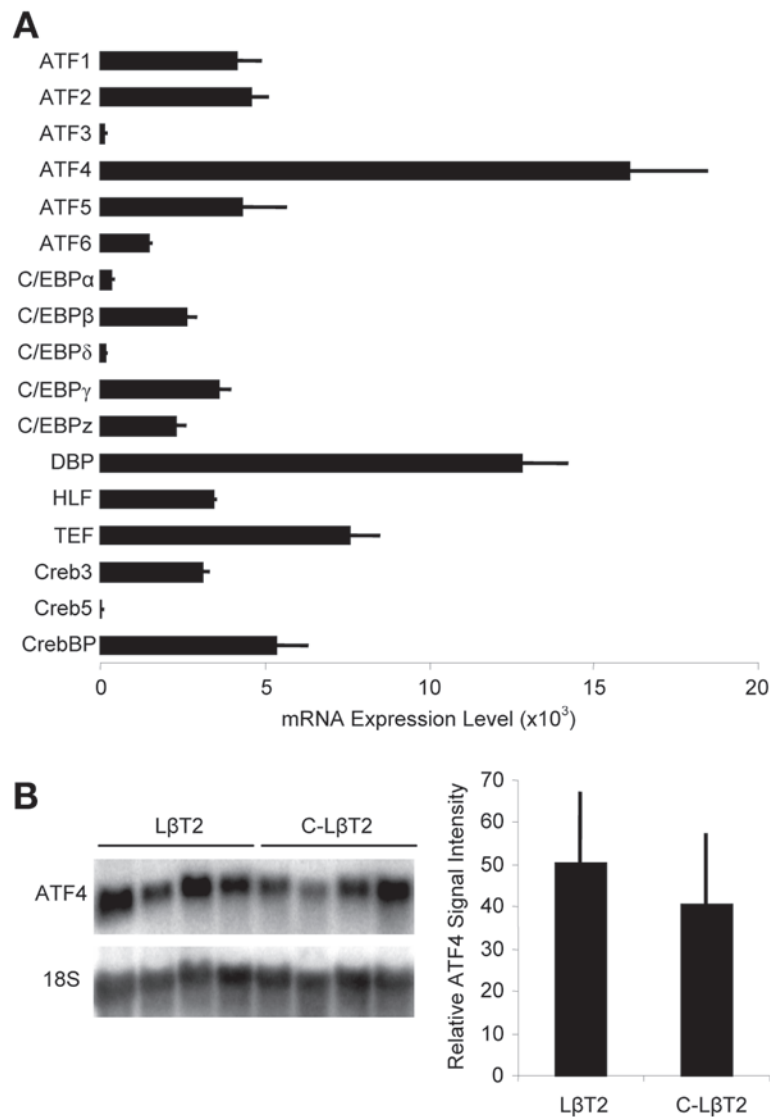 A
ATF1
ATF2
ATF3
ATF4
ATF5
ATF6
C/EBPα
C/EBPβ
C/EBPδ
C/EBPγ
C/EBPz
DBP
HLF
TEF
Creb3
Creb5
CrebBP
0 5 10 15 20
mRNA Expression Level (x10³)
B
LβT2 C-LβT2
ATF4
18S
Relative ATF4 Signal Intensity
70
60
50
40
30
20
10
0
LβT2 C-LβT2